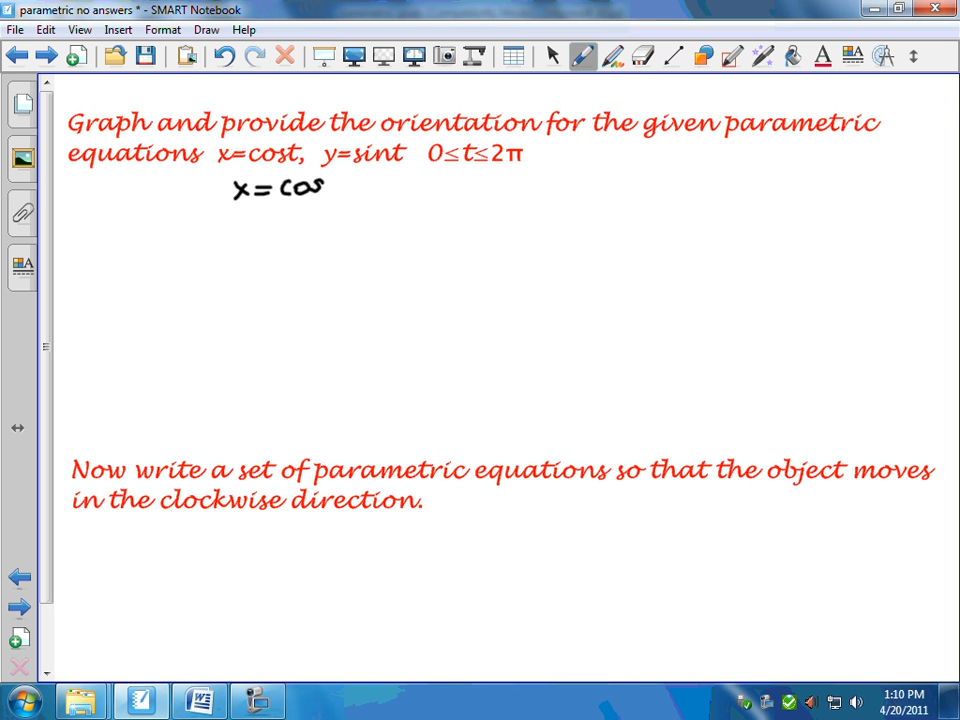 parametric no answers * - SMART Notebook
File Edit View Insert Format Draw Help
Graph and provide the orientation for the given parametric
equations x=cost, y=sint 0≤t≤2π
x = cos
Now write a set of parametric equations so that the object moves
in the clockwise direction.
1:10 PM
4/20/2011